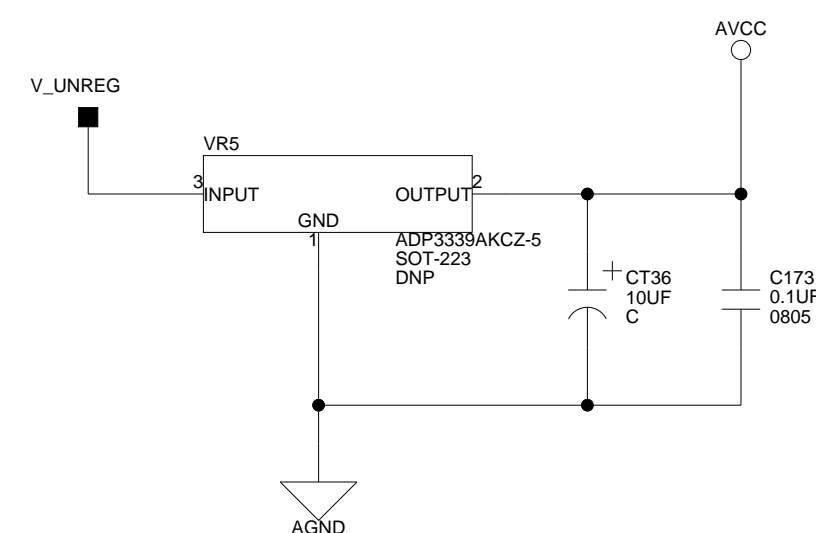 AVCC
V_UNREG
VR5
3
INPUT
OUTPUT
2
GND
1
ADP3339AKCZ-5
SOT-223
DNP
CT36
10UF
C
C173
0.1UF
0805
AGND